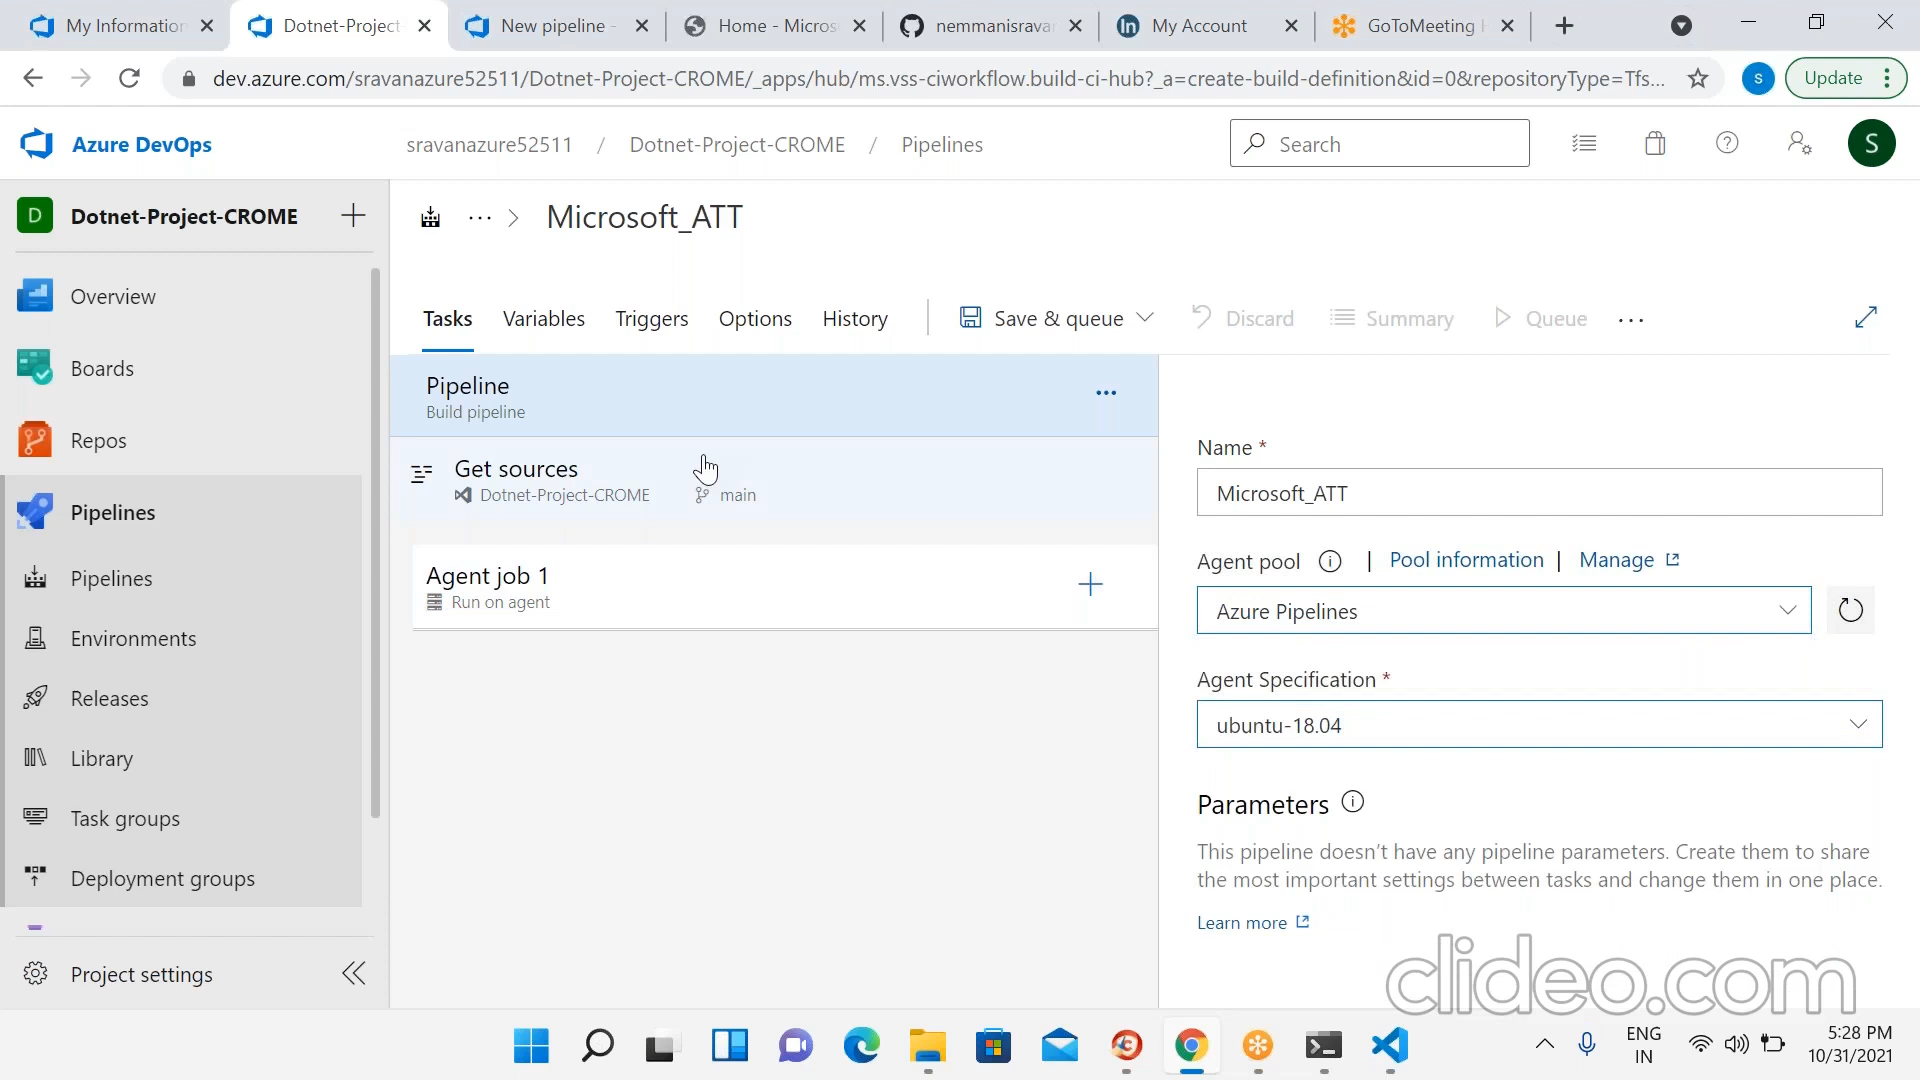 My Information
Dotnet-Project
New pipeline -
Home - Micros
nemmanisravan
My Account
GoToMeeting
dev.azure.com/sravanazure52511/Dotnet-Project-CROME/_apps/hub/ms.vss-ciworkflow.build-ci-hub?_a=create-build-definition&id=0&repositoryType=Tfs...
S
Update
Azure DevOps
sravanazure52511 / Dotnet-Project-CROME / Pipelines
Search
S
D Dotnet-Project-CROME
Overview
Boards
Repos
Pipelines
Pipelines
Environments
Releases
Library
Task groups
Deployment groups
Project settings
... > Microsoft_ATT
Tasks Variables Triggers Options History
Save & queue Discard Summary Queue ...
Pipeline
Build pipeline
Get sources
Dotnet-Project-CROME main
Agent job 1
Run on agent
Name *
Microsoft_ATT
Agent pool | Pool information | Manage
Azure Pipelines
Agent Specification *
ubuntu-18.04
Parameters
This pipeline doesn't have any pipeline parameters. Create them to share
the most important settings between tasks and change them in one place.
Learn more
clideo.com
ENG
IN
5:28 PM
10/31/2021